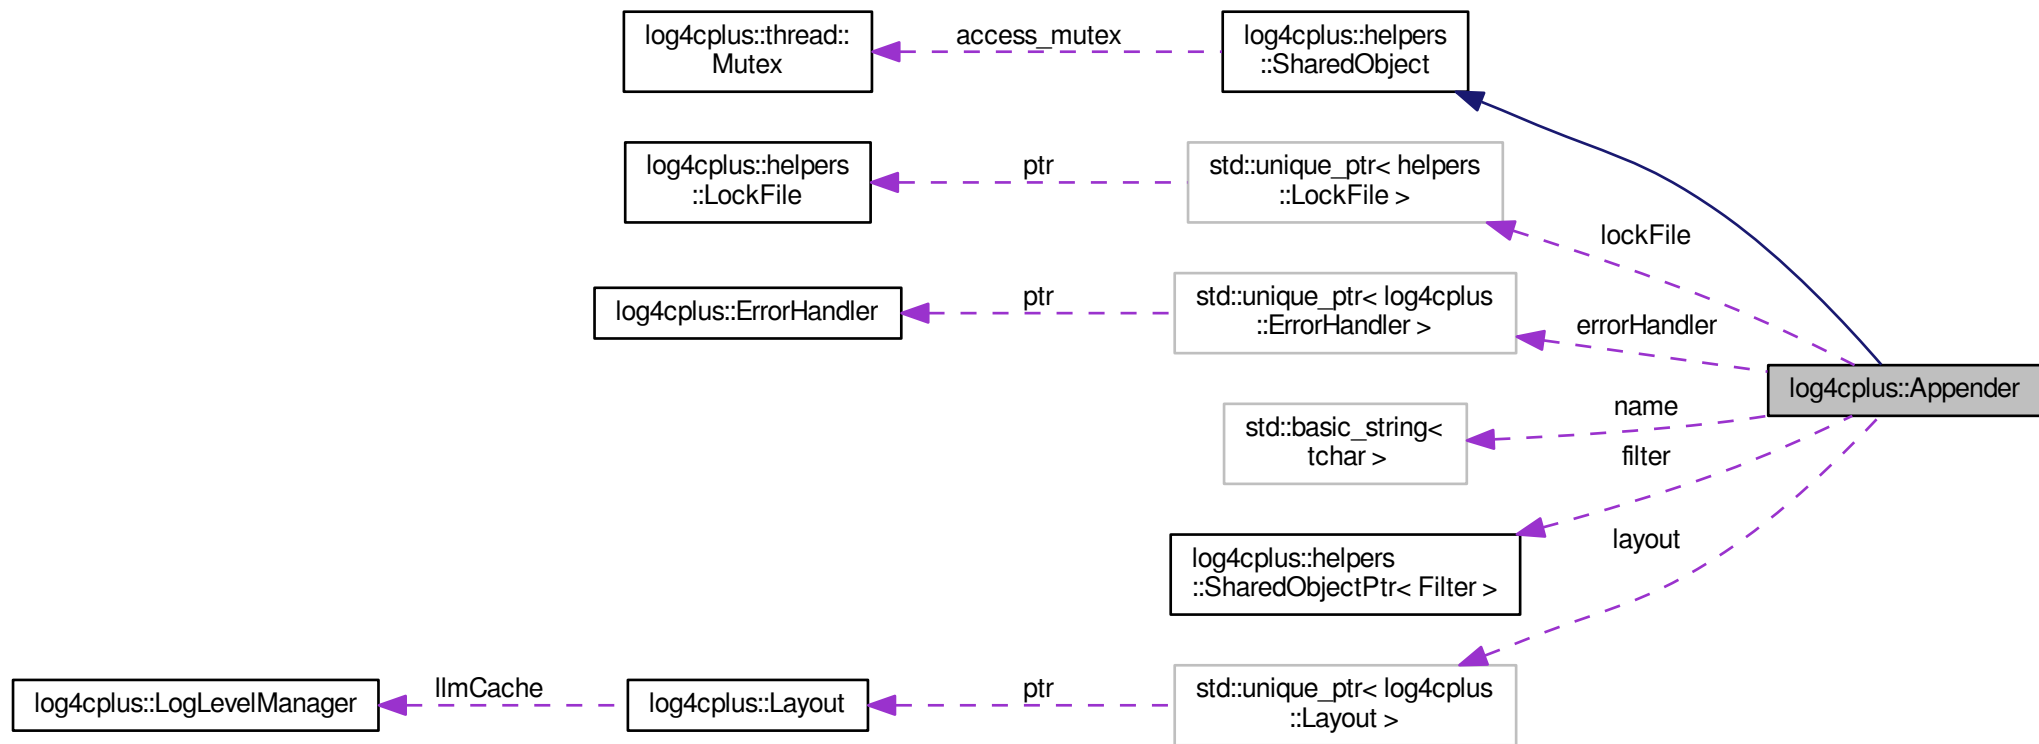 log4cplus::thread::
Mutex
access_mutex
log4cplus::helpers
::SharedObject
log4cplus::helpers
::LockFile
ptr
std::unique_ptr< helpers
::LockFile >
lockFile
log4cplus::ErrorHandler
ptr
std::unique_ptr< log4cplus
::ErrorHandler >
errorHandler
log4cplus::Appender
name
std::basic_string<
tchar >
filter
log4cplus::helpers
::SharedObjectPtr< Filter >
layout
log4cplus::LogLevelManager
llmCache
log4cplus::Layout
ptr
std::unique_ptr< log4cplus
::Layout >